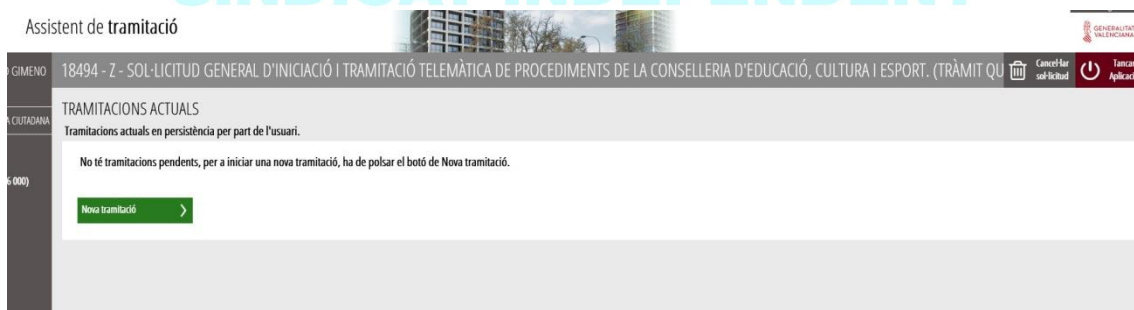 SINDICAT INDEPENDENT
Assistent de tramitació
GENERALITAT
VALENCIANA
GIMENO
18494 - Z - SOL·LICITUD GENERAL D'INICIACIÓ I TRAMITACIÓ TELEMÀTICA DE PROCEDIMENTS DE LA CONSELLERIA D'EDUCACIÓ, CULTURA I ESPORT. (TRÀMIT QU
Cancel·lar
sol·licitud
Tancar
Aplicaci
A CIUTADANA
TRAMITACIONS ACTUALS
Tramitacions actuals en persistència per part de l'usuari.
No té tramitacions pendents, per a iniciar una nova tramitació, ha de polsar el botó de Nova tramitació.
6 000)
Nova tramitació